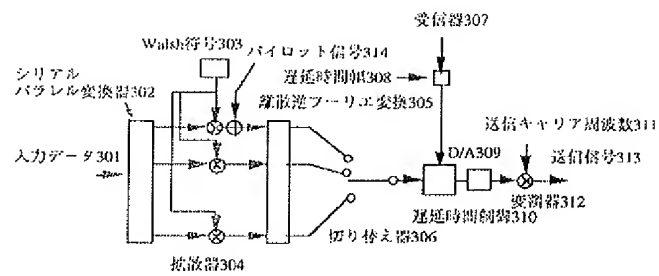 受信器307
Walsh符号303
パイロット信号314
遅延時間幅308
シリアル
パラレル変換器302
離散逆フーリエ変換305
送信キャリア周波数311
入力データ301
D/A309
送信信号313
変調器312
遅延時間制御310
切り替え器306
拡散器304